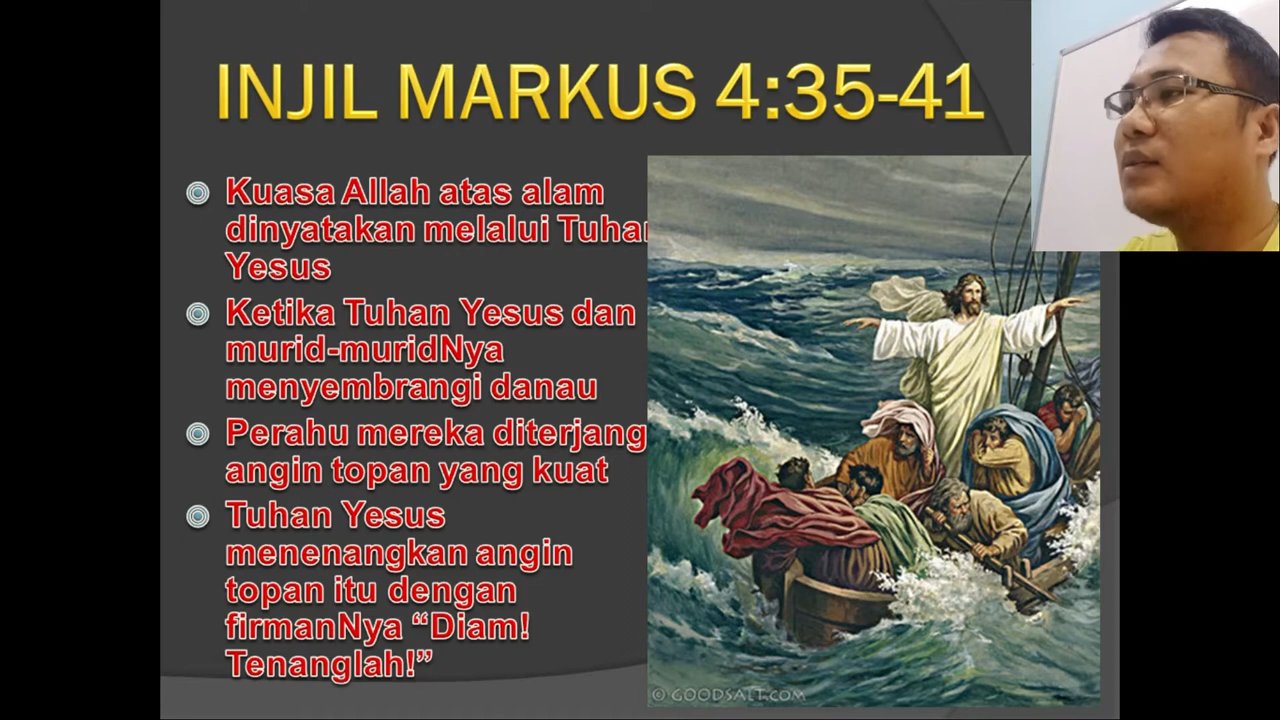 INJIL MARKUS 4:35-41
Kuasa Allah atas alam
dinyatakan melalui Tuhan
Yesus
Ketika Tuhan Yesus dan
murid-muridNya
menyembrangi danau
Perahu mereka diterjang
angin topan yang kuat
Tuhan Yesus
menenangkan angin
topan itu dengan
firmanNya “Diam!
Tenanglah!”
© GOODSALT.COM